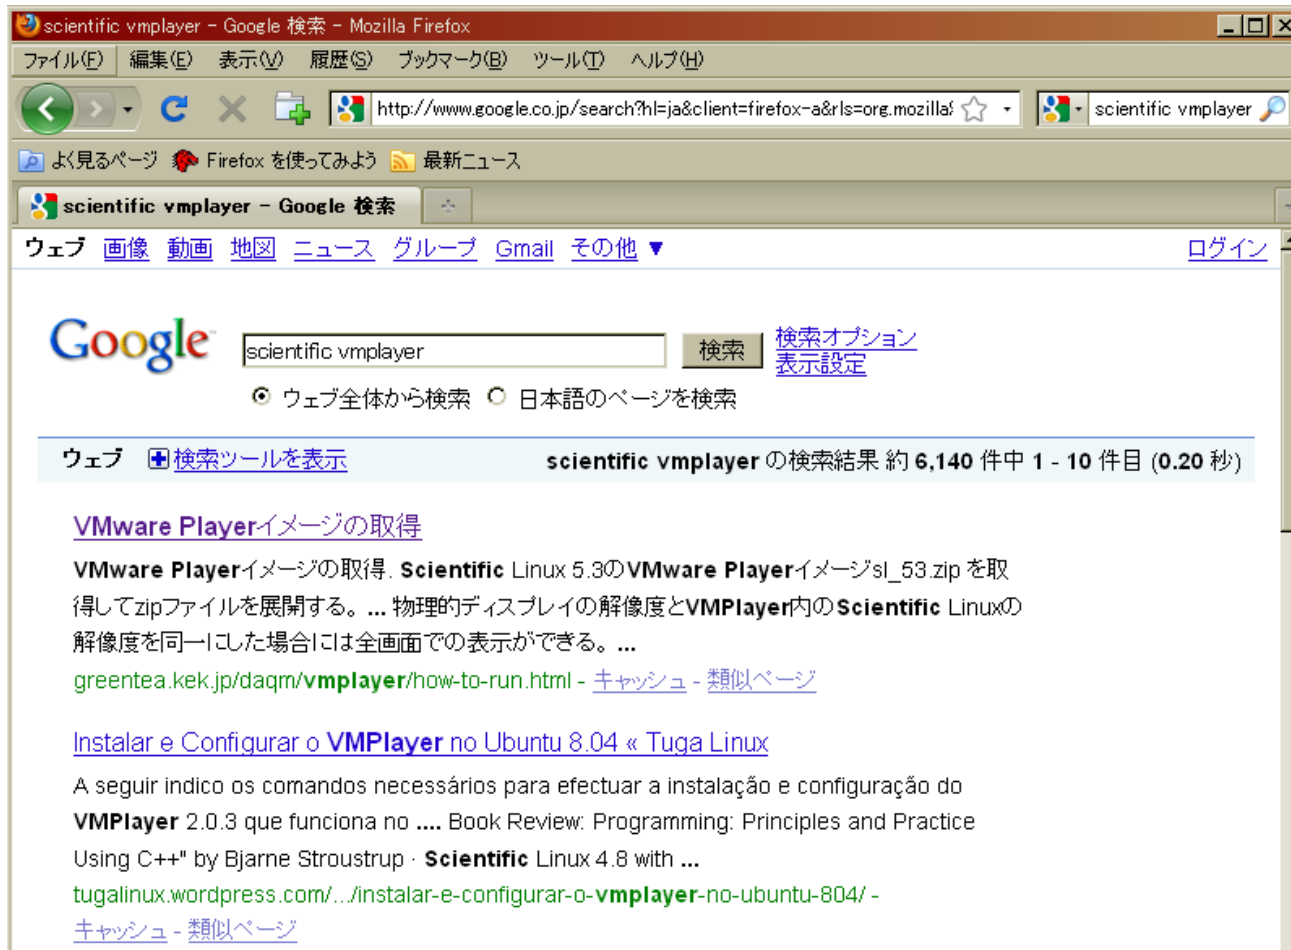 scientific vmplayer - Google 検索 - Mozilla Firefox
ファイル(F) 編集(E) 表示(V) 履歴(S) ブックマーク(B) ツール(T) ヘルプ(H)
http://www.google.co.jp/search?hl=ja&client=firefox-a&rls=org.mozilla: scientific vmplayer
よく見るページ Firefox を使ってみよう 最新ニュース
scientific vmplayer - Google 検索
ウェブ 画像 動画 地図 ニュース グループ Gmail その他 ▼ ログイン
Google scientific vmplayer 検索 検索オプション
表示設定
ウェブ全体から検索 日本語のページを検索
ウェブ 検索ツールを表示 scientific vmplayer の検索結果 約 6,140 件中 1 - 10 件目 (0.20 秒)
VMware Playerイメージの取得
VMware Playerイメージの取得. Scientific Linux 5.3のVMware Playerイメージsl_53.zip を取
得してzipファイルを展開する。 ... 物理的ディスプレイの解像度とVMPlayer内のScientific Linuxの
解像度を同一にした場合には全画面での表示ができる。 ...
greentea.kek.jp/daqm/vmplayer/how-to-run.html - キャッシュ - 類似ページ
Instalar e Configurar o VMPlayer no Ubuntu 8.04 « Tuga Linux
A seguir indico os comandos necessários para efectuar a instalação e configuração do
VMPlayer 2.0.3 que funciona no .... Book Review: Programming: Principles and Practice
Using C++" by Bjarne Stroustrup · Scientific Linux 4.8 with ...
tugalinux.wordpress.com/.../instalar-e-configurar-o-vmplayer-no-ubuntu-804/ -
キャッシュ - 類似ページ